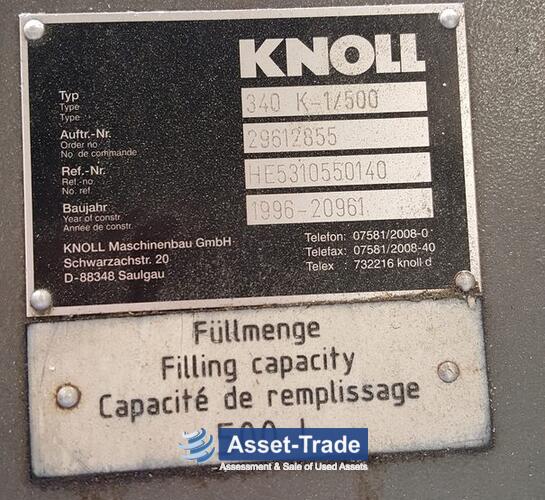 KNOLL
Typ
Type
Type
340 K-1/500
Auftr.-Nr.
Order no
No. de commande
29612855
Ref.-Nr.
Ref.-no.
No. ref.
HE5310550140
Baujahr
Year of constr.
Année de constr.
1996-20961
KNOLL Maschinenbau GmbH
Schwarzachstr. 20
D-88348 Saulgau
Telefon: 07581/2008-0
Telefax: 07581/2008-40
Telex : 732216 knoll d
Füllmenge
Filling capacity
Capacité de remplissage
500 l
Asset-Trade
Assessment & Sale of Used Assets